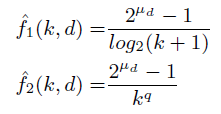 f̂₁(k, d) = (2^{μ_d} − 1) / (log₂(k + 1))
f̂₂(k, d) = (2^{μ_d} − 1) / (k^q)